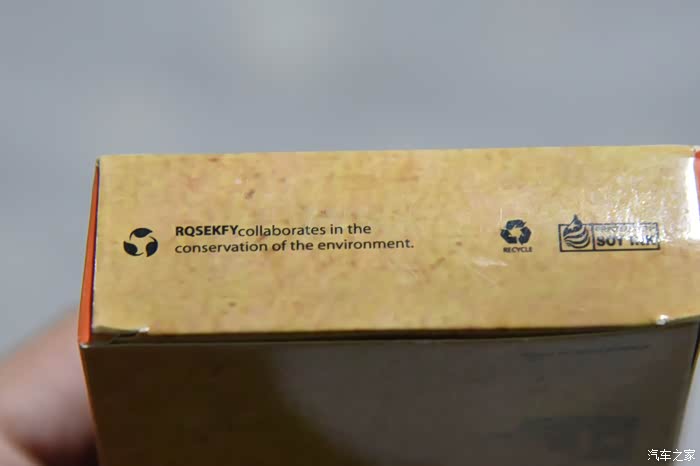 RQSEKFYcollaborates in the
conservation of the environment.
RECYCLE
SOY INK
汽车之家